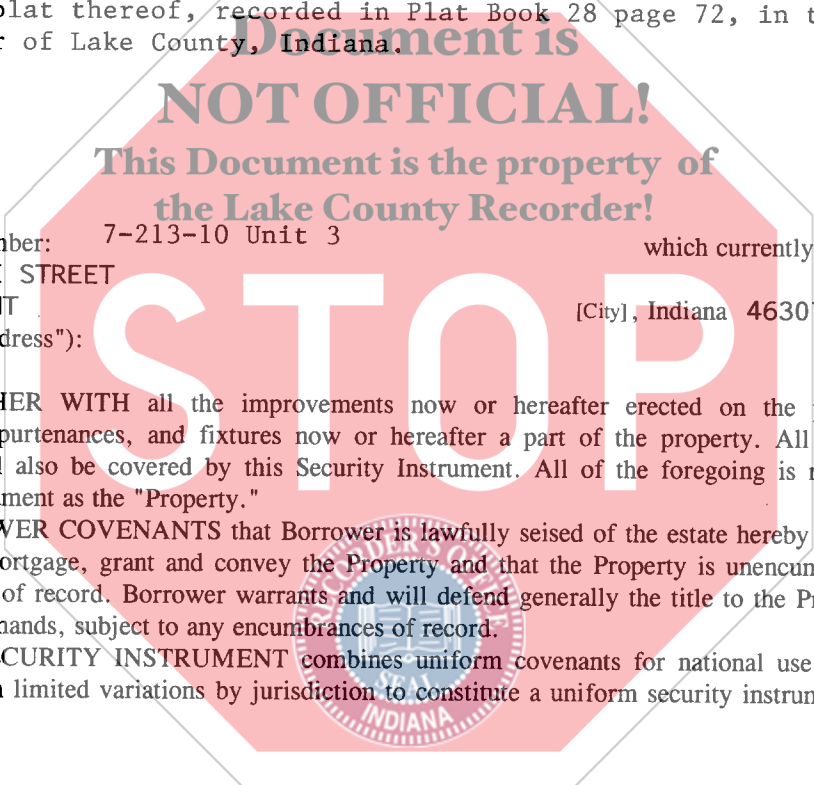 plat thereof, recorded in Plat Book 28 page 72, in t
r of Lake County, Indiana.
Document is
NOT OFFICIAL!
This Document is the property of
the Lake County Recorder!
mber: 7-213-10 Unit 3 which currently
STREET
[City], Indiana 4630
dress"):
STOP
HER WITH all the improvements now or hereafter erected on the
purtenances, and fixtures now or hereafter a part of the property. All
l also be covered by this Security Instrument. All of the foregoing is r
ment as the "Property."
WER COVENANTS that Borrower is lawfully seised of the estate hereby
ortgage, grant and convey the Property and that the Property is unencum
of record. Borrower warrants and will defend generally the title to the Pr
mands, subject to any encumbrances of record.
CURITY INSTRUMENT combines uniform covenants for national use
n limited variations by jurisdiction to constitute a uniform security instrum
RECORDER'S OFFICE
SEAL
INDIANA